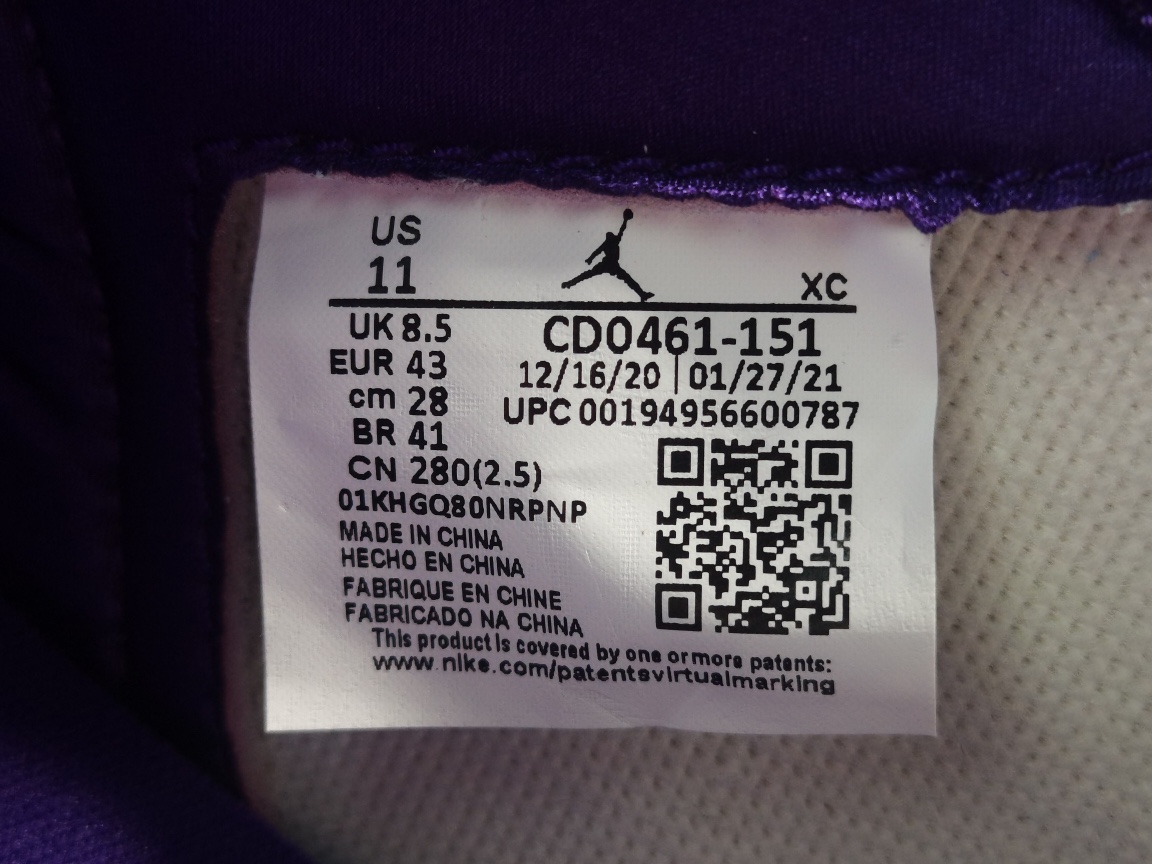 US
11
XC
UK 8.5
EUR 43
cm 28
BR 41
CN 280(2.5)
CD0461-151
12/16/20 | 01/27/21
UPC 00194956600787
01KHGQ80NRPNP
MADE IN CHINA
HECHO EN CHINA
FABRIQUE EN CHINE
FABRICADO NA CHINA
This product is covered by one or more patents:
www.nike.com/patentsvirtualmarking